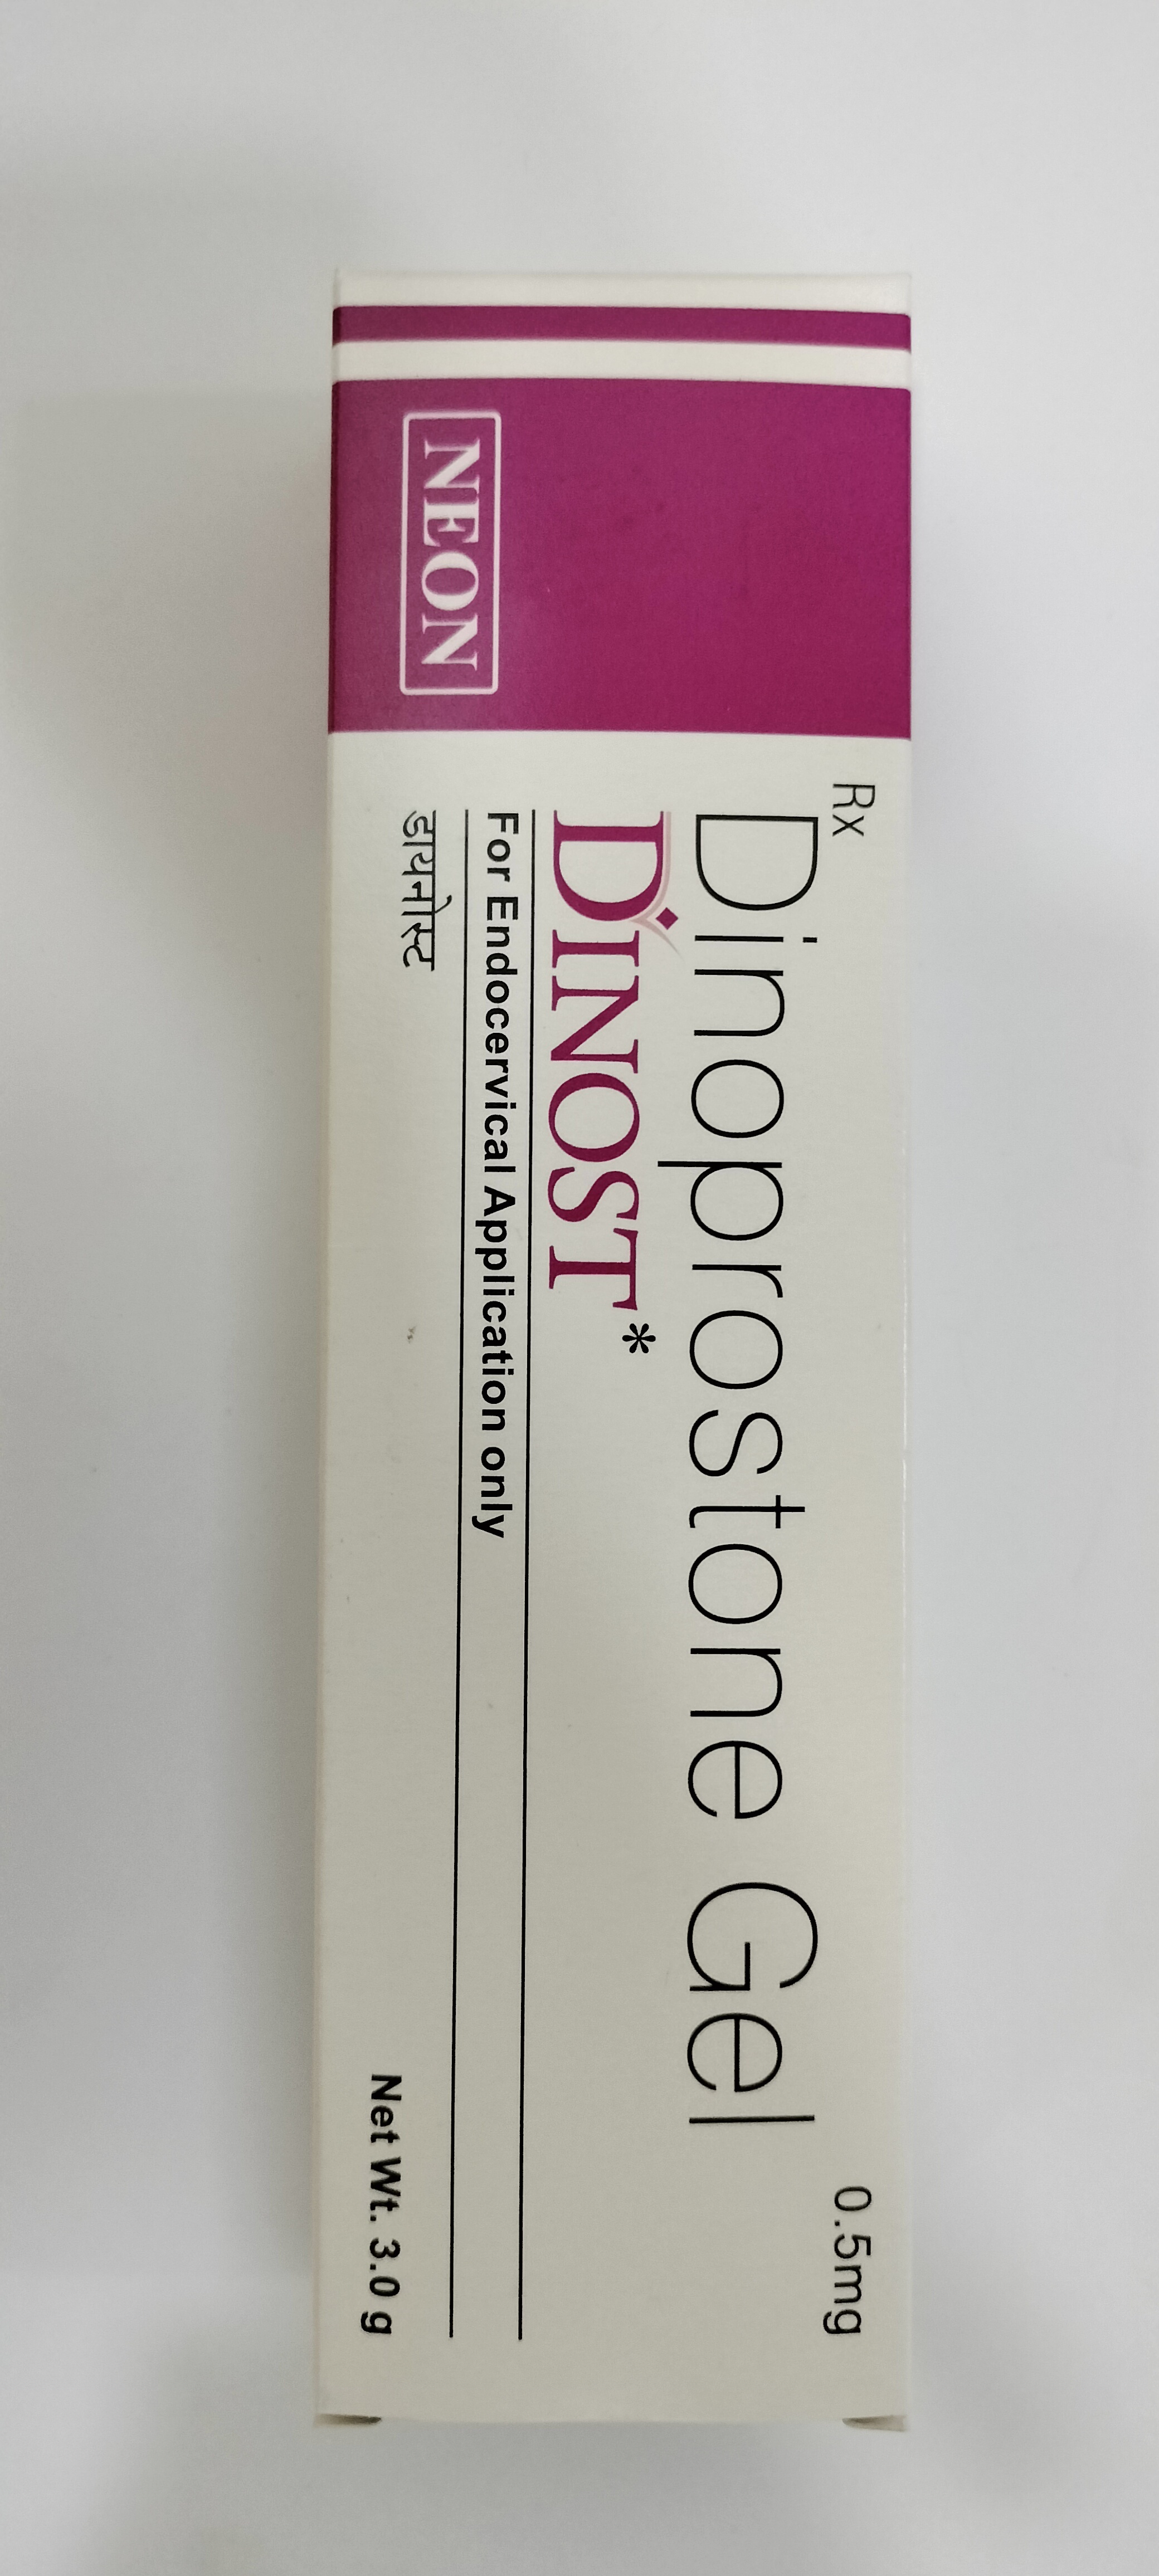 NEON
Rx
0.5mg
Dinoprostone Gel
DINOST*
For Endocervical Application only
डायनोस्ट
Net Wt. 3.0 g